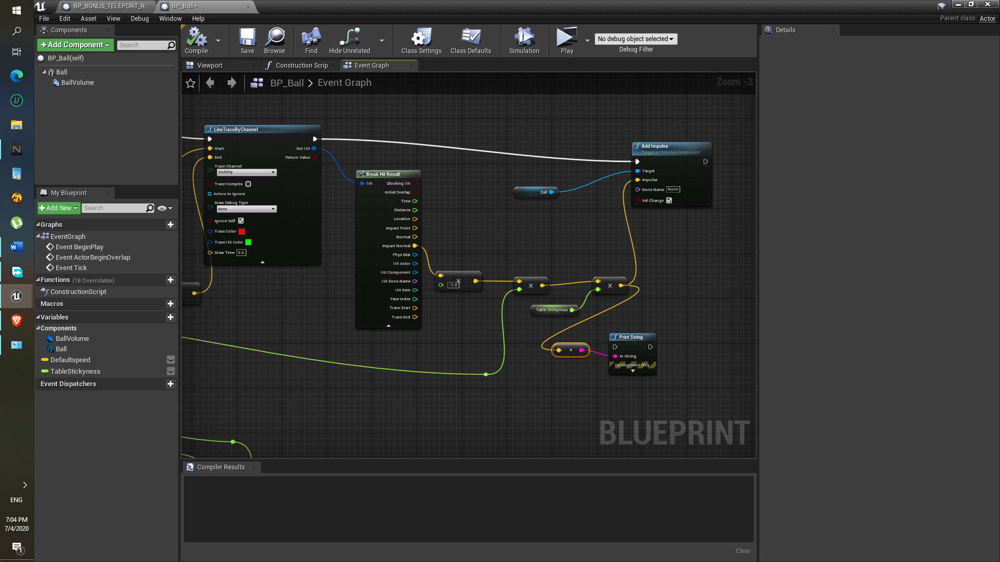 BP_BONUS_TELEPORT_R
BP_Ball*
File Edit Asset View Debug Window Help
Parent class: Actor
Components
+Add Component
Search
BP_Ball(self)
Ball
BallVolume
Compile
Save
Browse
Find
Hide Unrelated
Class Settings
Class Defaults
Simulation
Play
No debug object selected
Debug Filter
Details
Viewport
Construction Scrip
Event Graph
BP_Ball > Event Graph
Zoom -3
LineTraceByChannel
Start
End
Out Hit
Return Value
Trace Channel
Visibility
Trace Complex
Actors to Ignore
Draw Debug Type
None
Ignore Self
Trace Color
Trace Hit Color
Draw Time 5.0
Break Hit Result
Hit
Blocking Hit
Initial Overlap
Time
Distance
Location
Impact Point
Normal
Impact Normal
Phys Mat
Hit Actor
Hit Component
Hit Bone Name
Hit Item
Face Index
Trace Start
Trace End
-1.0
Ball
Add Impulse
Target is Primitive Component
Target
Impulse
Bone Name None
Vel Change
Table Stickyness
Print String
In String
Development Only
BLUEPRINT
My Blueprint
+Add New
Search
Graphs
EventGraph
Event BeginPlay
Event ActorBeginOverlap
Event Tick
Functions (18 Overridable)
ConstructionScript
Macros
Variables
Components
BallVolume
Ball
Defaultspeed
TableStickyness
Event Dispatchers
Compiler Results
Clear
ENG
7:04 PM
7/4/2020
1